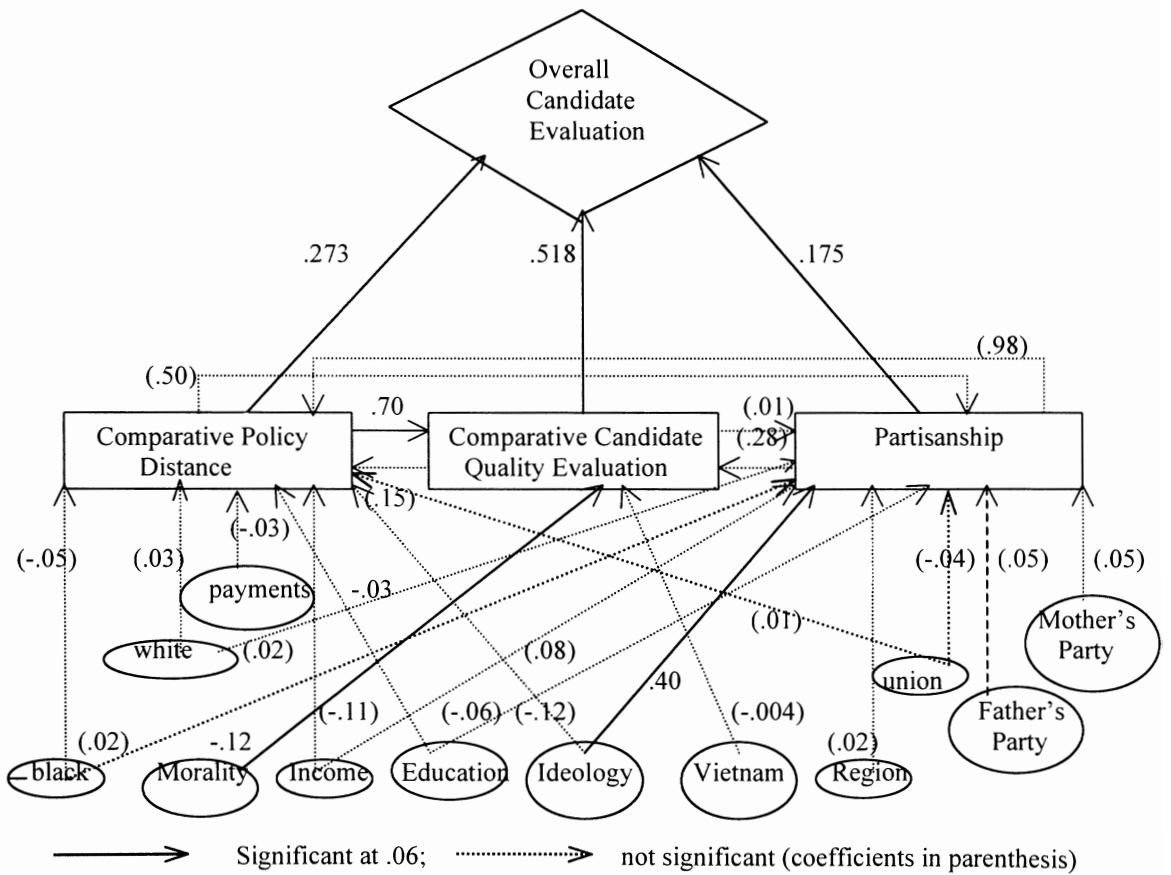 Overall
Candidate
Evaluation
.273
.518
.175
(.98)
(.50)
.70
(.01)
Comparative Policy
Distance
Comparative Candidate
Quality Evaluation
(.28)
Partisanship
(.15)
(-.05)
(.03)
(-.03)
(-.04)
(.05)
(.05)
payments
-.03
white
(.02)
(.08)
(.01)
Mother's
Party
union
.40
Father's
Party
(.02)
-.12
(-.11)
(-.06)
(-.12)
(-.004)
(.02)
black
Morality
Income
Education
Ideology
Vietnam
Region
Significant at .06;
not significant (coefficients in parenthesis)